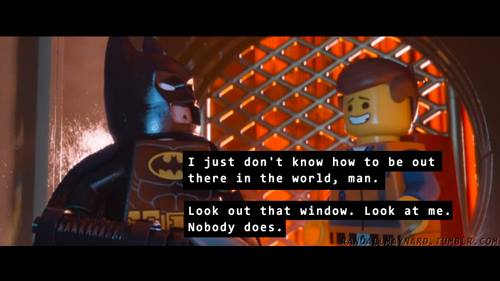 I just don't know how to be out
there in the world, man.
Look out that window. Look at me.
Nobody does.
RANDALLMAYNARD.TUMBLR.COM